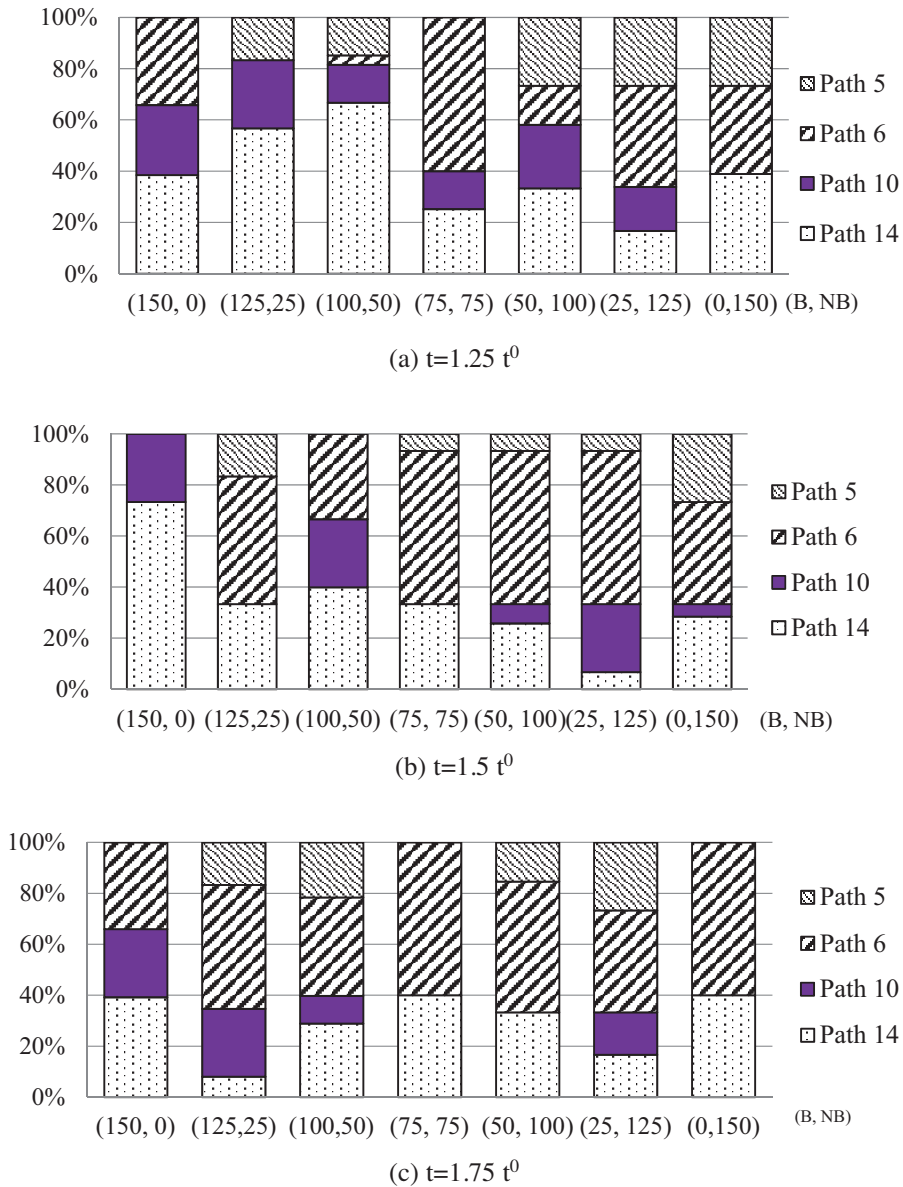 100%
80%
60%
40%
20%
0%
Path 5
Path 6
Path 10
Path 14
(150, 0) (125,25) (100,50) (75, 75) (50, 100) (25, 125) (0,150) (B, NB)
(a) t=1.25 t⁰
100%
80%
60%
40%
20%
0%
Path 5
Path 6
Path 10
Path 14
(150, 0) (125,25) (100,50) (75, 75) (50, 100) (25, 125) (0,150) (B, NB)
(b) t=1.5 t⁰
100%
80%
60%
40%
20%
0%
Path 5
Path 6
Path 10
Path 14
(150, 0) (125,25) (100,50) (75, 75) (50, 100) (25, 125) (0,150) (B, NB)
(c) t=1.75 t⁰